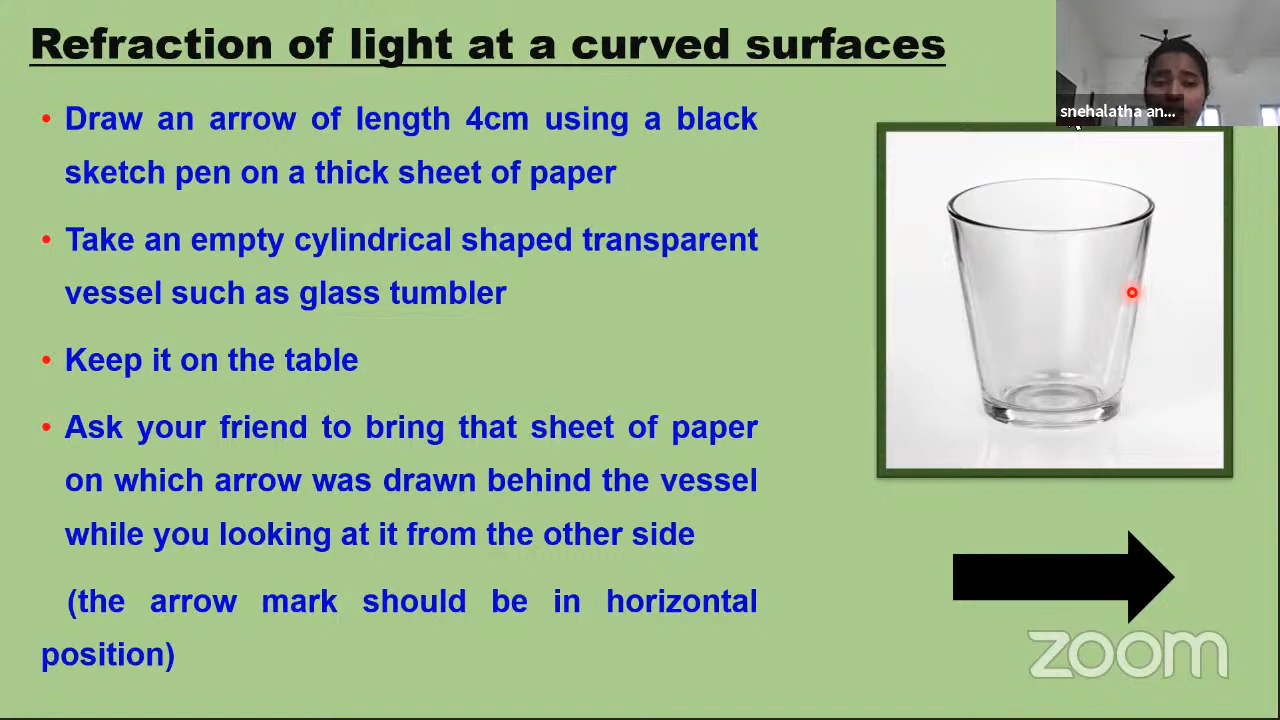 Refraction of light at a curved surfaces
snehalatha an...
• Draw an arrow of length 4cm using a black
sketch pen on a thick sheet of paper
• Take an empty cylindrical shaped transparent
vessel such as glass tumbler
• Keep it on the table
• Ask your friend to bring that sheet of paper
on which arrow was drawn behind the vessel
while you looking at it from the other side
(the arrow mark should be in horizontal
position)
zoom